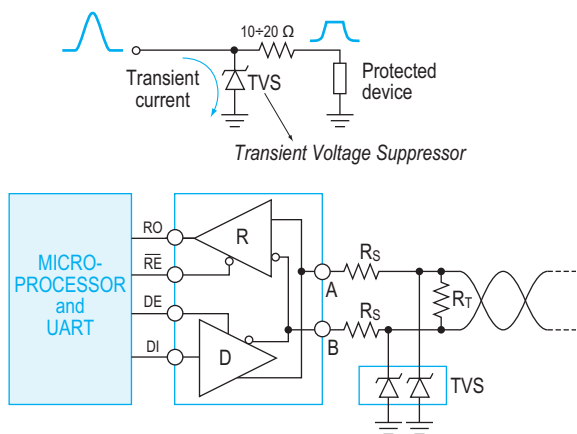 10÷20 Ω
Transient
current
TVS
Protected
device
Transient Voltage Suppressor
MICRO-
PROCESSOR
and
UART
RO
RE
DE
DI
R
D
A
B
RS
RS
RT
TVS